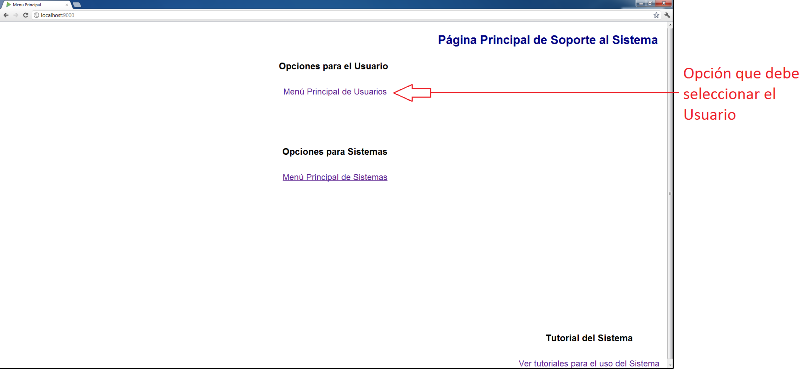 Menú Principal
localhost:9000
Página Principal de Soporte al Sistema
Opciones para el Usuario
Menú Principal de Usuarios
Opción que debe
seleccionar el
Usuario
Opciones para Sistemas
Menú Principal de Sistemas
Tutorial del Sistema
Ver tutoriales para el uso del Sistema